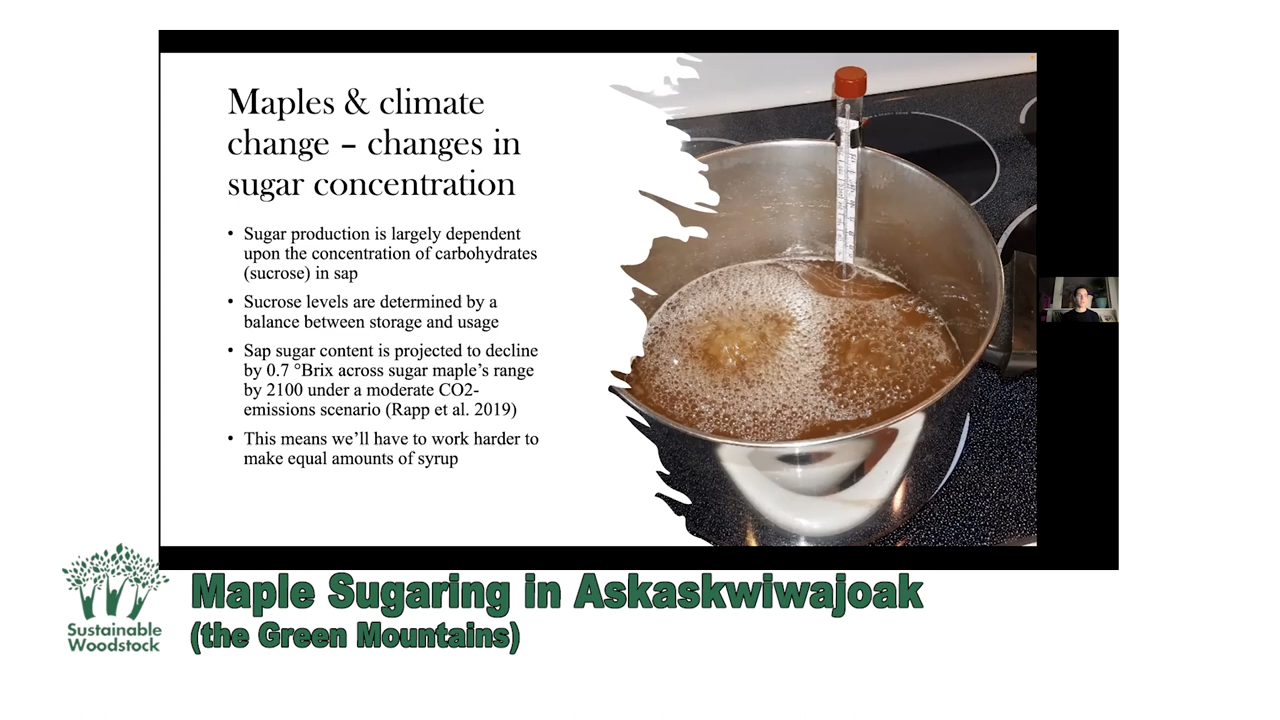 Maples & climate
change – changes in
sugar concentration
• Sugar production is largely dependent
upon the concentration of carbohydrates
(sucrose) in sap
• Sucrose levels are determined by a
balance between storage and usage
• Sap sugar content is projected to decline
by 0.7 °Brix across sugar maple’s range
by 2100 under a moderate CO2-
emissions scenario (Rapp et al. 2019)
• This means we’ll have to work harder to
make equal amounts of syrup
Sustainable
Woodstock
Maple Sugaring in Askaskwiwajoak
(the Green Mountains)